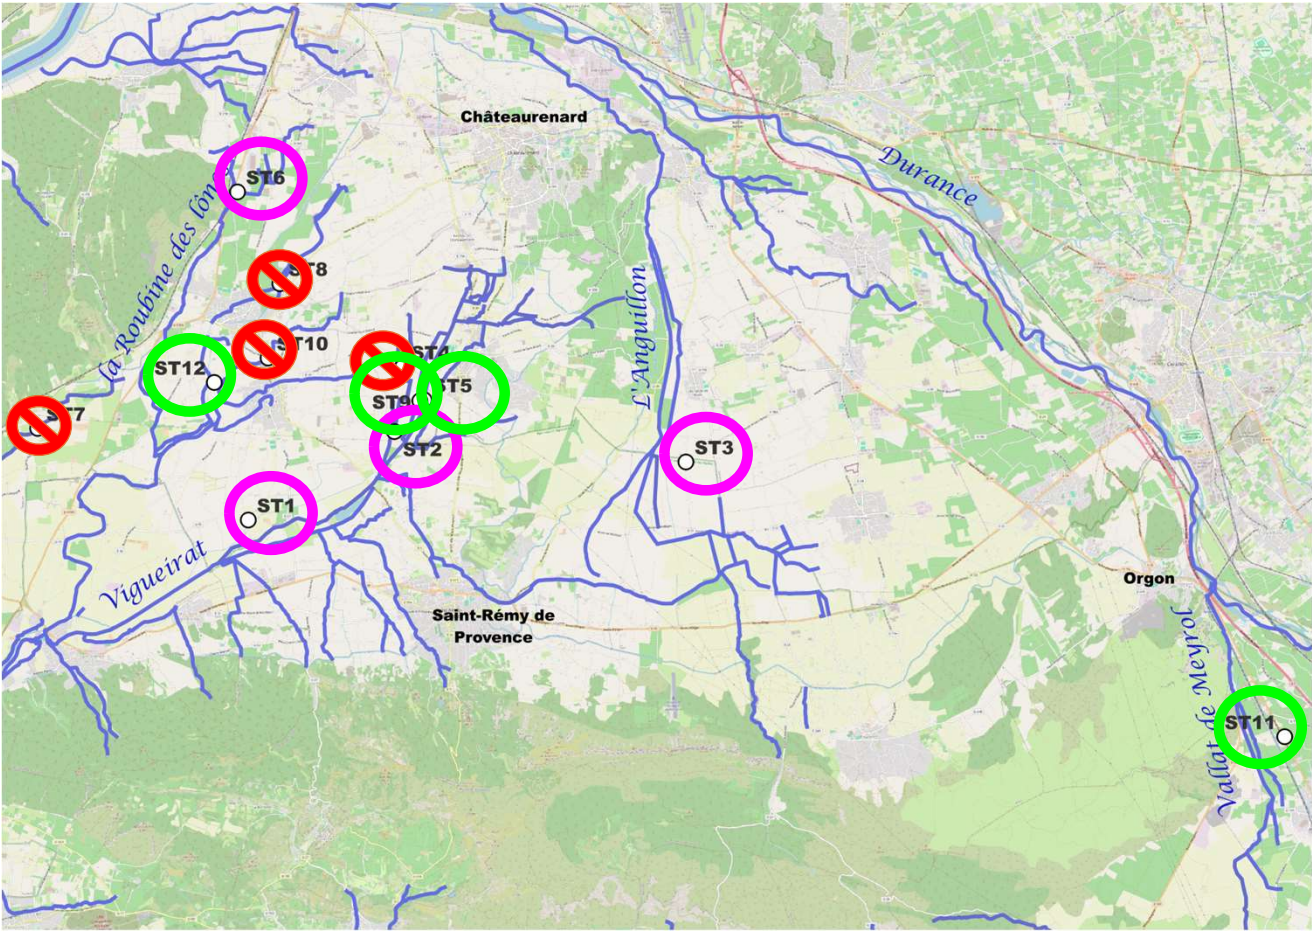 Châteaurenard
Durance
ST6
la Roubine des lôn
ST8
L'Anguillon
ST10
ST4
ST12
ST5
ST9
ST7
ST2
ST3
ST1
Vigueirat
Orgon
Saint-Rémy de
Provence
Vallat de Meyrol
ST11